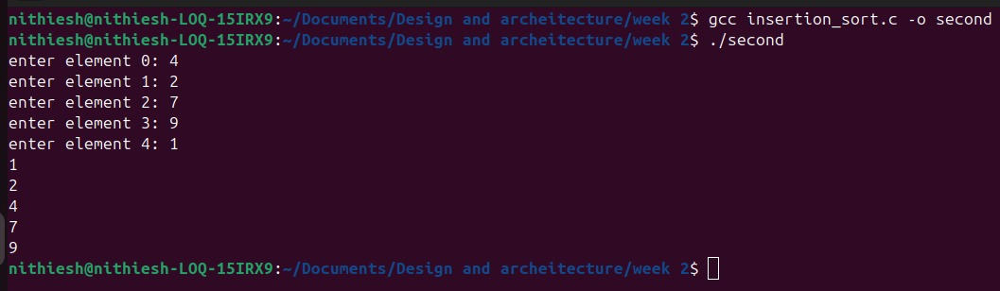 nithiesh@nithiesh-LOQ-15IRX9:~/Documents/Design and archeitecture/week 2$ gcc insertion_sort.c -o second
nithiesh@nithiesh-LOQ-15IRX9:~/Documents/Design and archeitecture/week 2$ ./second
enter element 0: 4
enter element 1: 2
enter element 2: 7
enter element 3: 9
enter element 4: 1
1
2
4
7
9
nithiesh@nithiesh-LOQ-15IRX9:~/Documents/Design and archeitecture/week 2$